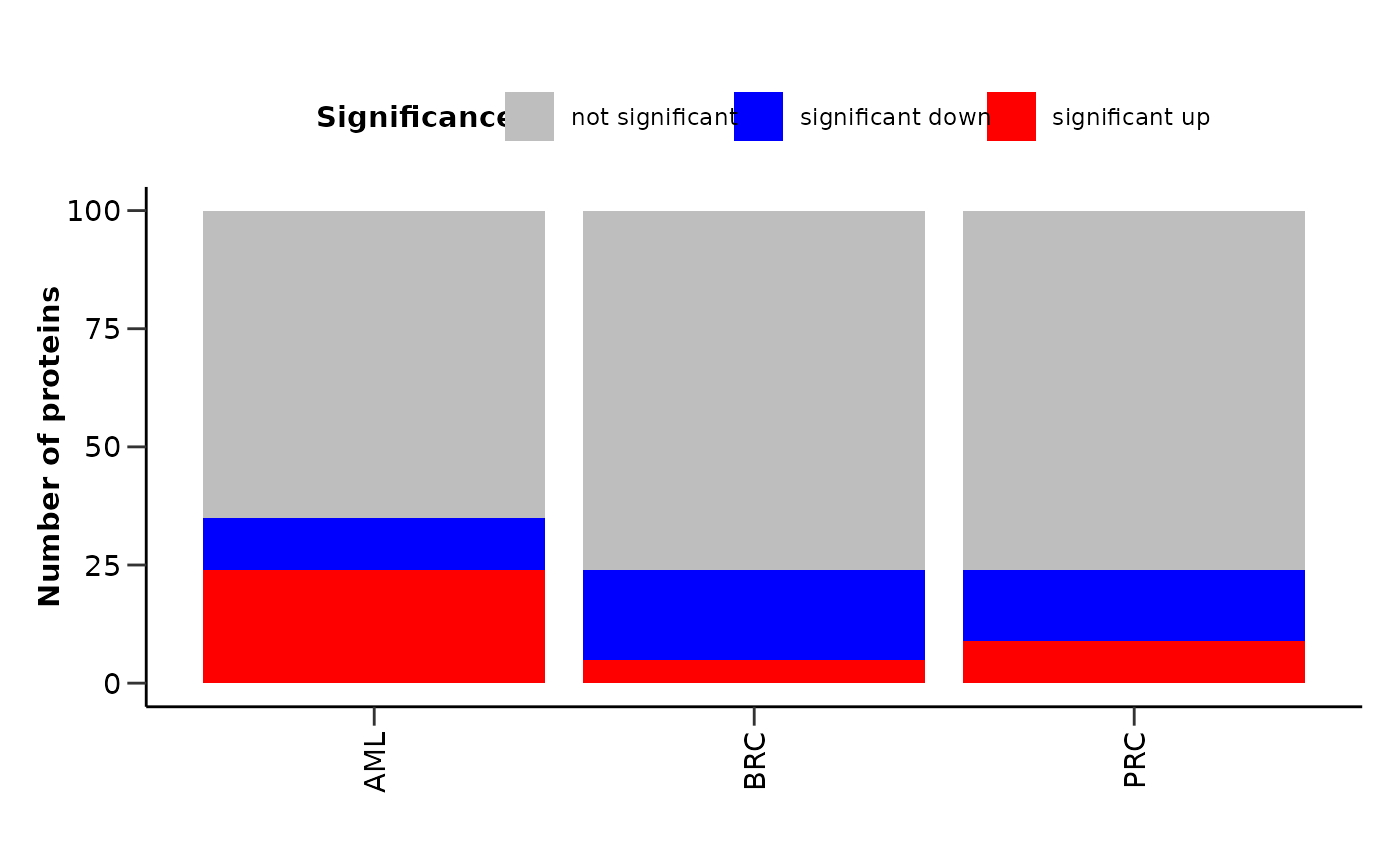 Significance not significant significant down significant up
Number of proteins
100
75
50
25
0
AML
BRC
PRC